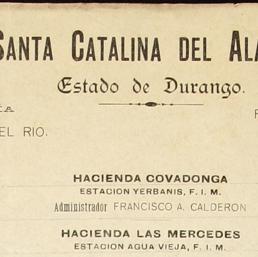 SANTA CATALINA DEL ALA
Estado de Durango.
EL RIO.
HACIENDA COVADONGA
ESTACION YERBANIS, F. I. M.
Administrador FRANCISCO A. CALDERON
HACIENDA LAS MERCEDES
ESTACION AGUA VIEJA, F. I. M.